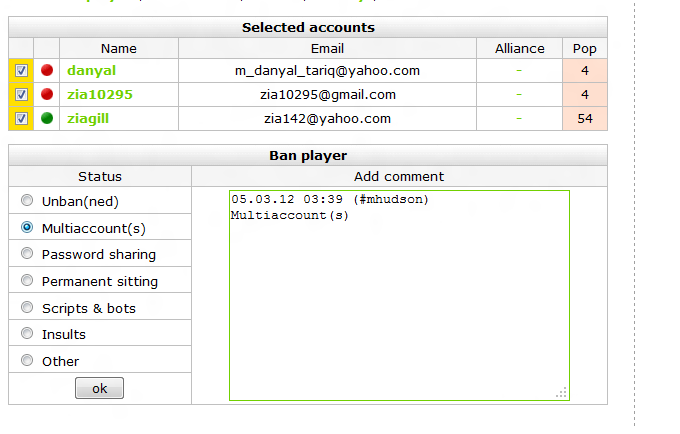 Selected accounts
Name Email Alliance Pop
danyal m_danyal_tariq@yahoo.com - 4
zia10295 zia10295@gmail.com - 4
ziagill zia142@yahoo.com - 54
Ban player
Status Add comment
Unban(ned)
Multiaccount(s)
Password sharing
Permanent sitting
Scripts & bots
Insults
Other
ok
05.03.12 03:39 (#mhudson)
Multiaccount(s)